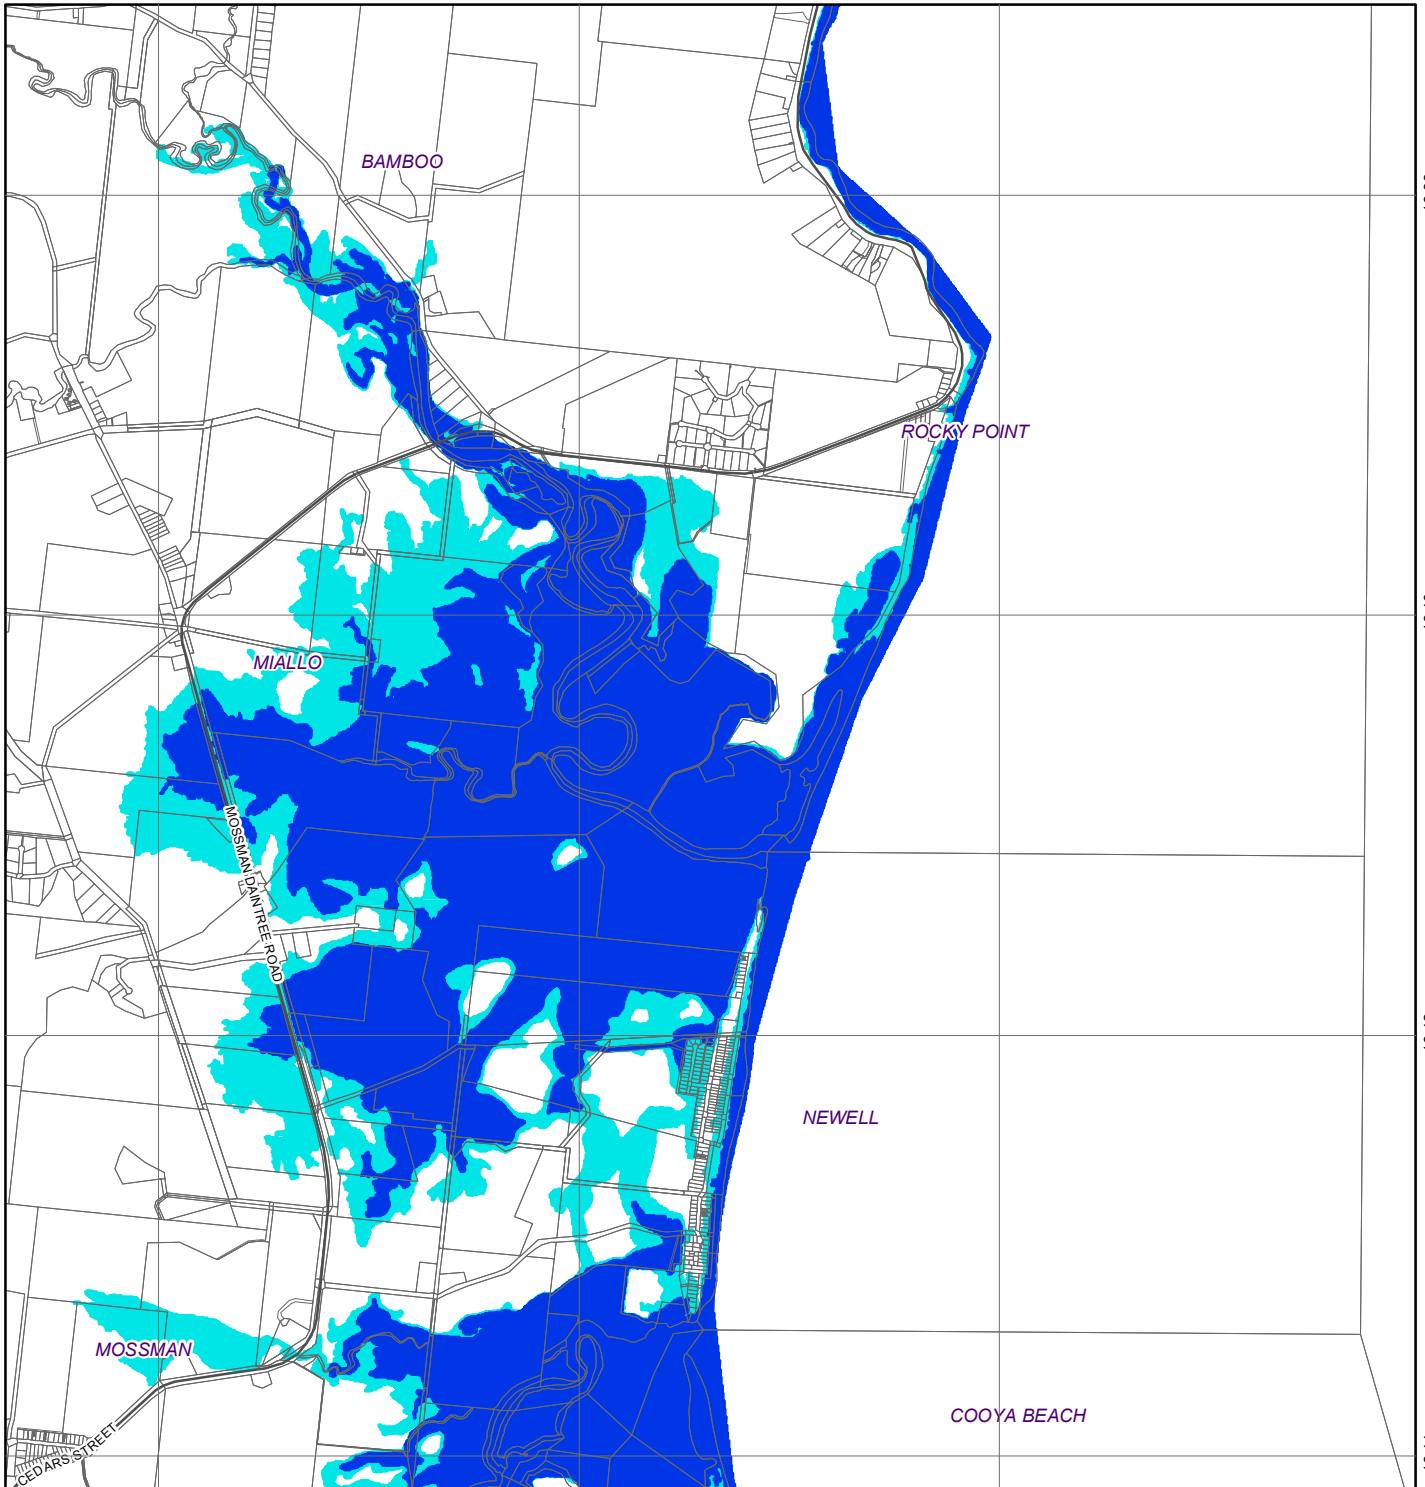 BAMBOO
ROCKY POINT
MIALLO
MOSSMAN DAINTREE ROAD
NEWELL
MOSSMAN
COOYA BEACH
CEDARS STREET